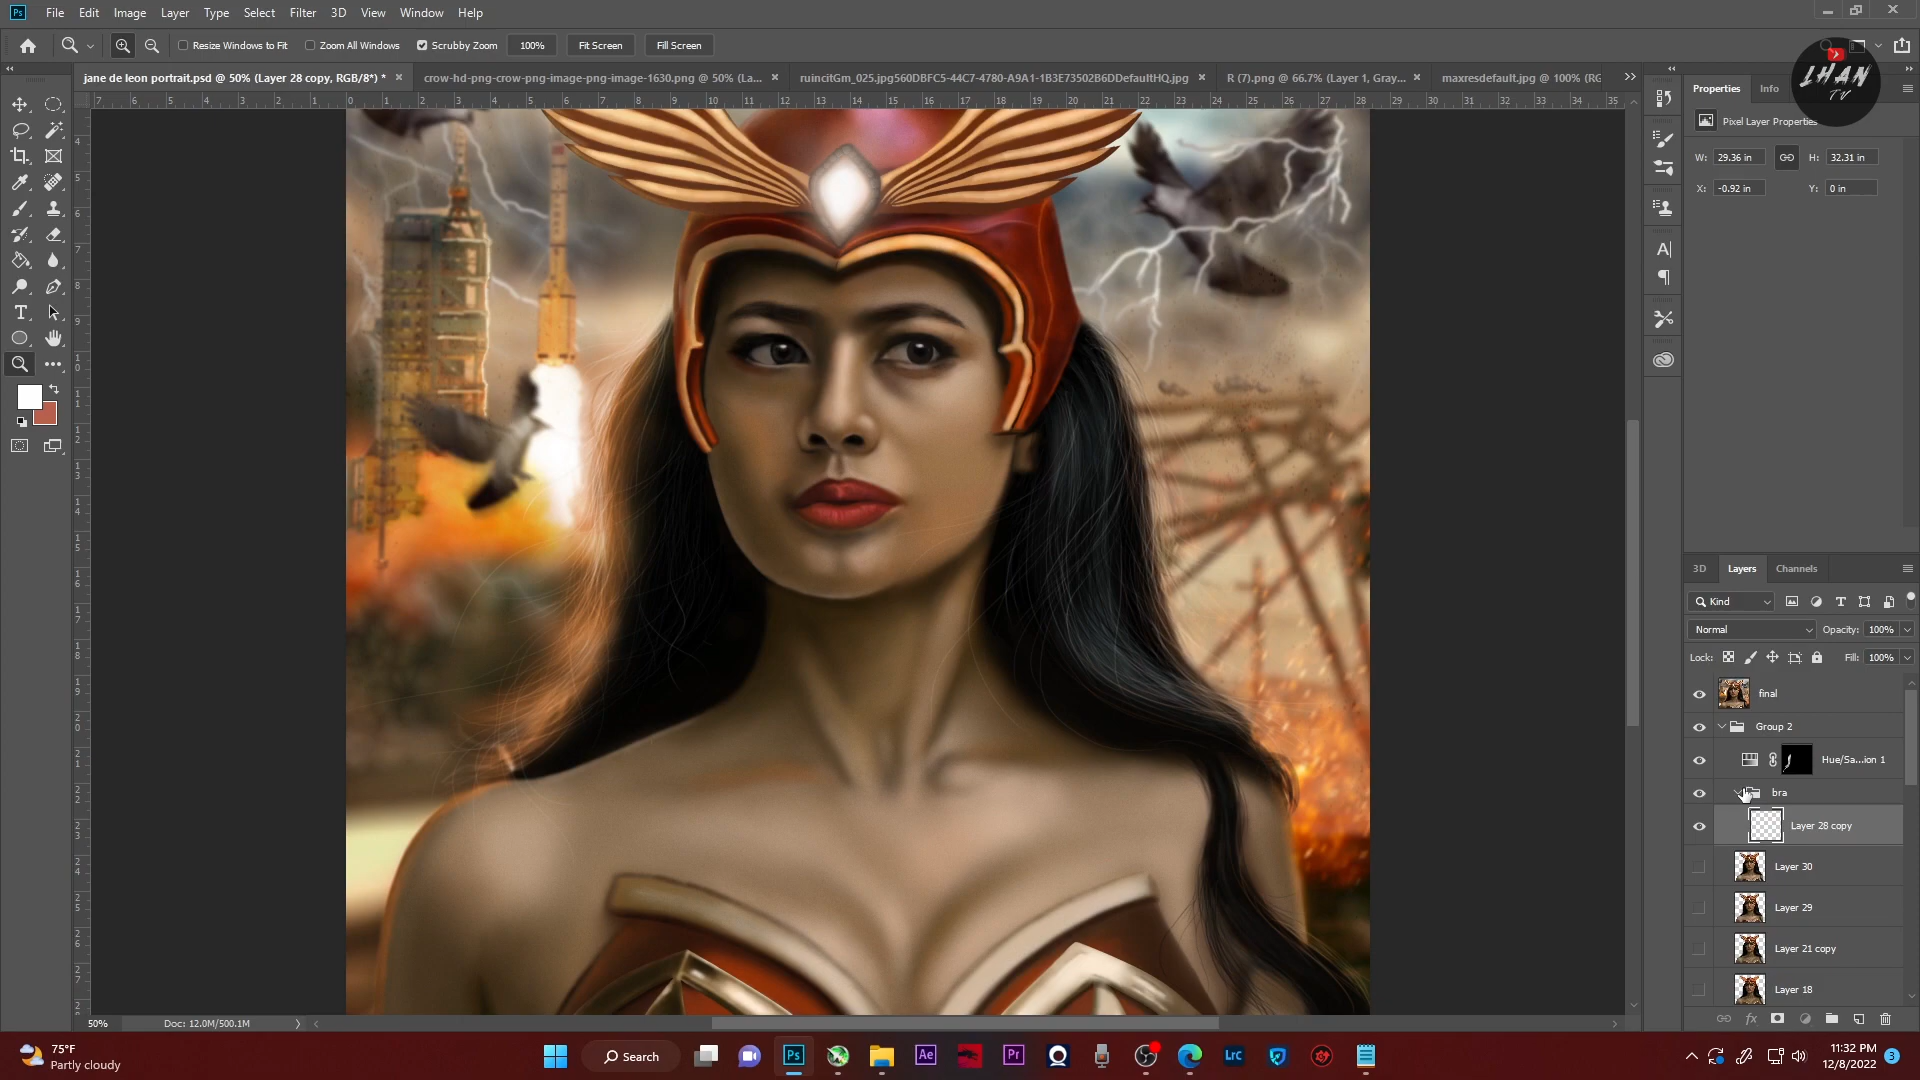 Ps File Edit Image Layer Type Select Filter 3D View Window Help
Resize Windows to Fit Zoom All Windows Scrubby Zoom 100% Fit Screen Fill Screen
jane de leon portrait.psd @ 50% (Layer 28 copy, RGB/8*) *
crow-hd-png-crow-png-image-png-image-1630.png @ 50% (La...
ruincitGm_025.jpg560DBFC5-44C7-4780-A9A1-1B3E73502B6DDefaultHQ.jpg
R (7).png @ 66.7% (Layer 1, Gray...
maxresdefault.jpg @ 100% (RG
LHAN
TV
Properties Info
Pixel Layer Properties
W: 29.36 in H: 32.31 in
X: -0.92 in Y: 0 in
3D Layers Channels
Kind
Normal Opacity: 100%
Lock: Fill: 100%
final
Group 2
Hue/Sa...ion 1
bra
Layer 28 copy
Layer 30
Layer 29
Layer 21 copy
Layer 18
50% Doc: 12.0M/500.1M
75°F
Partly cloudy
Search
Ps Ae Pr Lrc
11:32 PM
12/8/2022
3